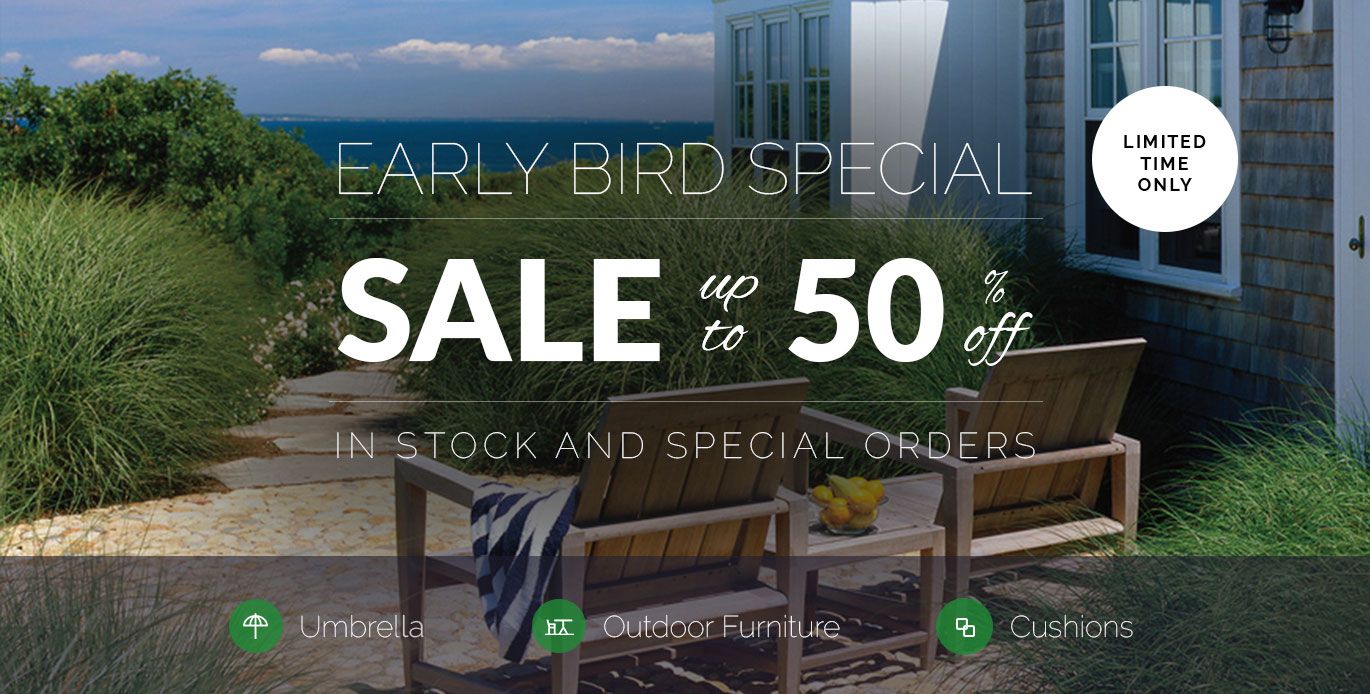 EARLY BIRD SPECIAL
LIMITED
TIME
ONLY
SALE up to 50 % off
IN STOCK AND SPECIAL ORDERS
Umbrella
Outdoor Furniture
Cushions